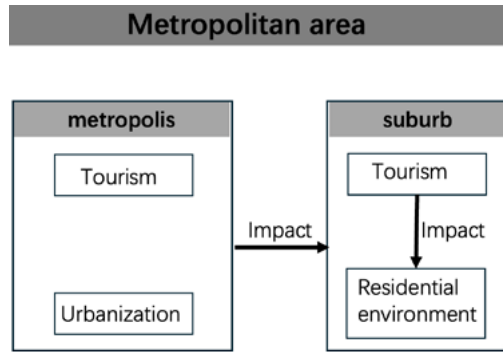 Metropolitan area
metropolis
Tourism
Urbanization
Impact
suburb
Tourism
Impact
Residential
environment